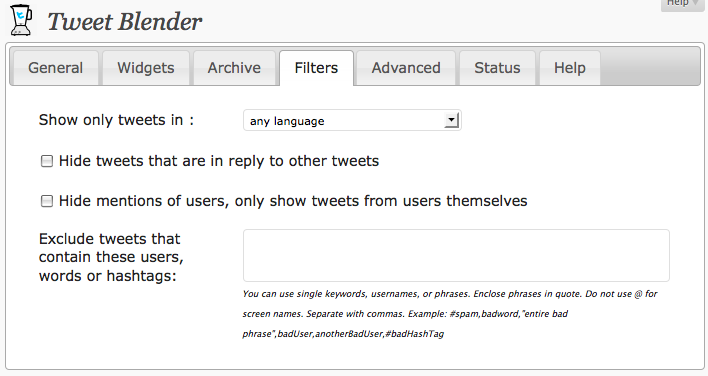 Help
Tweet Blender
General Widgets Archive Filters Advanced Status Help
Show only tweets in : any language
Hide tweets that are in reply to other tweets
Hide mentions of users, only show tweets from users themselves
Exclude tweets that
contain these users,
words or hashtags:
You can use single keywords, usernames, or phrases. Enclose phrases in quote. Do not use @ for
screen names. Separate with commas. Example: #spam,badword,"entire bad
phrase",badUser,anotherBadUser,#badHashTag